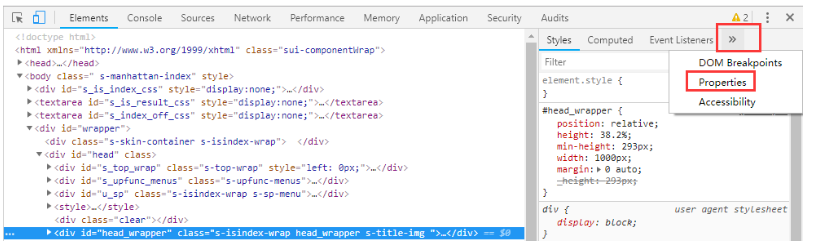 Elements Console Sources Network Performance Memory Application Security Audits 2
<!doctype html>
<html xmlns="http://www.w3.org/1999/xhtml" class="sui-componentWrap">
<head>…</head>
<body class=" s-manhattan-index" style>
<div id="s_is_index_css" style="display:none;">…</div>
<textarea id="s_is_result_css" style="display:none;">…</textarea>
<textarea id="s_index_off_css" style="display:none;">…</textarea>
<div id="wrapper">
<div class="s-skin-container s-isindex-wrap"> </div>
<div id="head" class>
<div id="s_top_wrap" class="s-top-wrap" style="left: 0px;">…</div>
<div id="s_upfunc_menus" class="s-upfunc-menus">…</div>
<div id="u_sp" class="s-isindex-wrap s-sp-menu">…</div>
<style>…</style>
<div class="clear"></div>
… <div id="head_wrapper" class="s-isindex-wrap head_wrapper s-title-img ">…</div> == $0
Styles Computed Event Listeners »
DOM Breakpoints
Properties
Accessibility
Filter
element.style {
}
#head_wrapper {
position: relative;
height: 38.2%;
min-height: 293px;
width: 1000px;
margin: 0 auto;
_height: 293px;
}
div { user agent stylesheet
display: block;
}